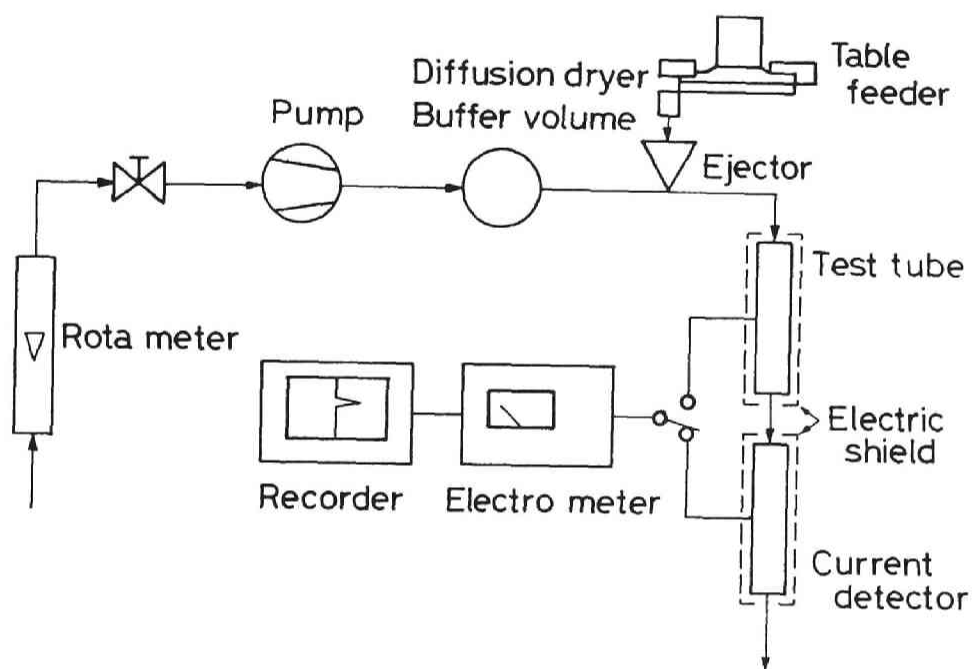 Table
feeder
Diffusion dryer
Buffer volume
Pump
Ejector
Test tube
Rota meter
Electric
shield
Recorder
Electro meter
Current
detector